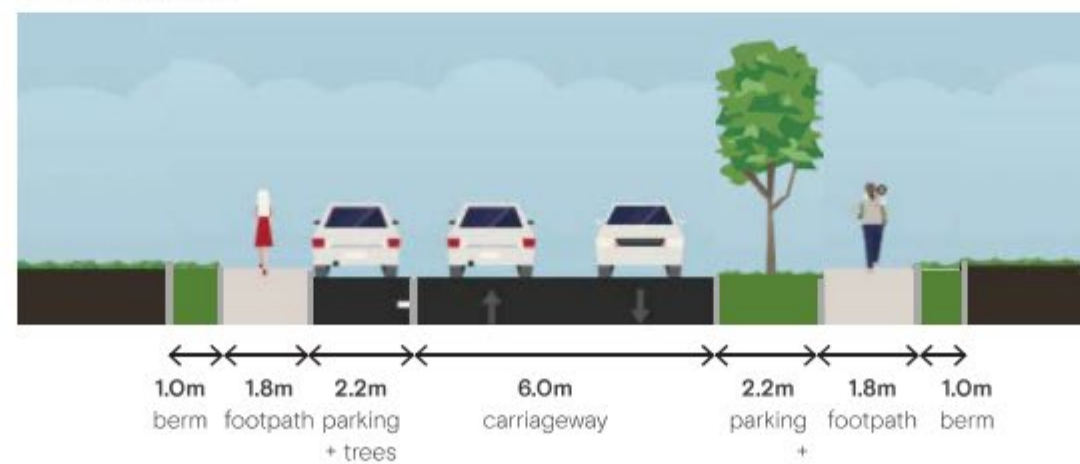 1.0m 1.8m 2.2m 6.0m 2.2m 1.8m 1.0m
berm footpath parking carriageway parking footpath berm
+ trees +